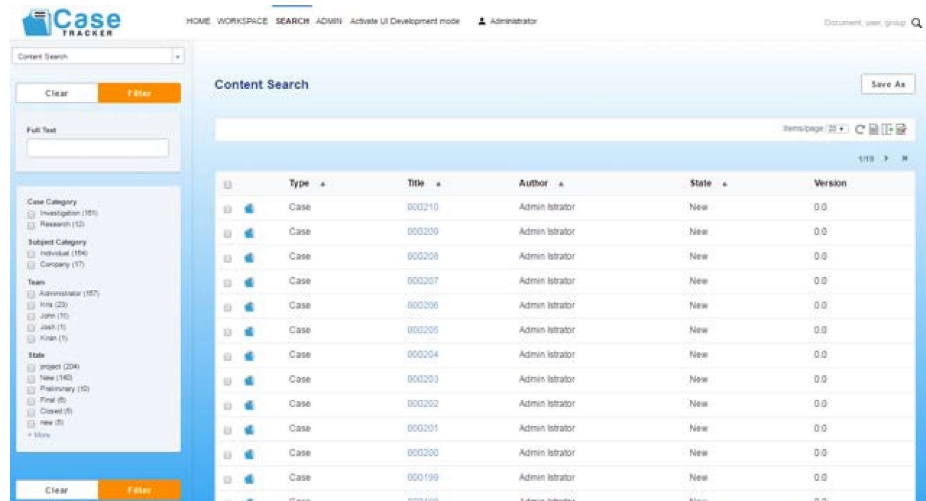 Case
TRACKER
HOME WORKSPACE SEARCH ADMIN Activate UI Development mode Administrator
Document, user, group
Content Search
Clear Filter
Full Text
Case Category
Investigation (181)
Research (12)
Subject Category
Individual (154)
Company (17)
Team
Administrator (157)
Kris (23)
John (11)
Josh (1)
Kiran (1)
State
project (204)
New (140)
Preliminary (10)
Final (6)
Closed (5)
new (5)
+ More
Clear Filter
Content Search
Save As
Items/page 20
1/10
Type Title Author State Version
Case 000210 Admin Istrator New 0.0
Case 000209 Admin Istrator New 0.0
Case 000208 Admin Istrator New 0.0
Case 000207 Admin Istrator New 0.0
Case 000206 Admin Istrator New 0.0
Case 000205 Admin Istrator New 0.0
Case 000204 Admin Istrator New 0.0
Case 000203 Admin Istrator New 0.0
Case 000202 Admin Istrator New 0.0
Case 000201 Admin Istrator New 0.0
Case 000200 Admin Istrator New 0.0
Case 000199 Admin Istrator New 0.0